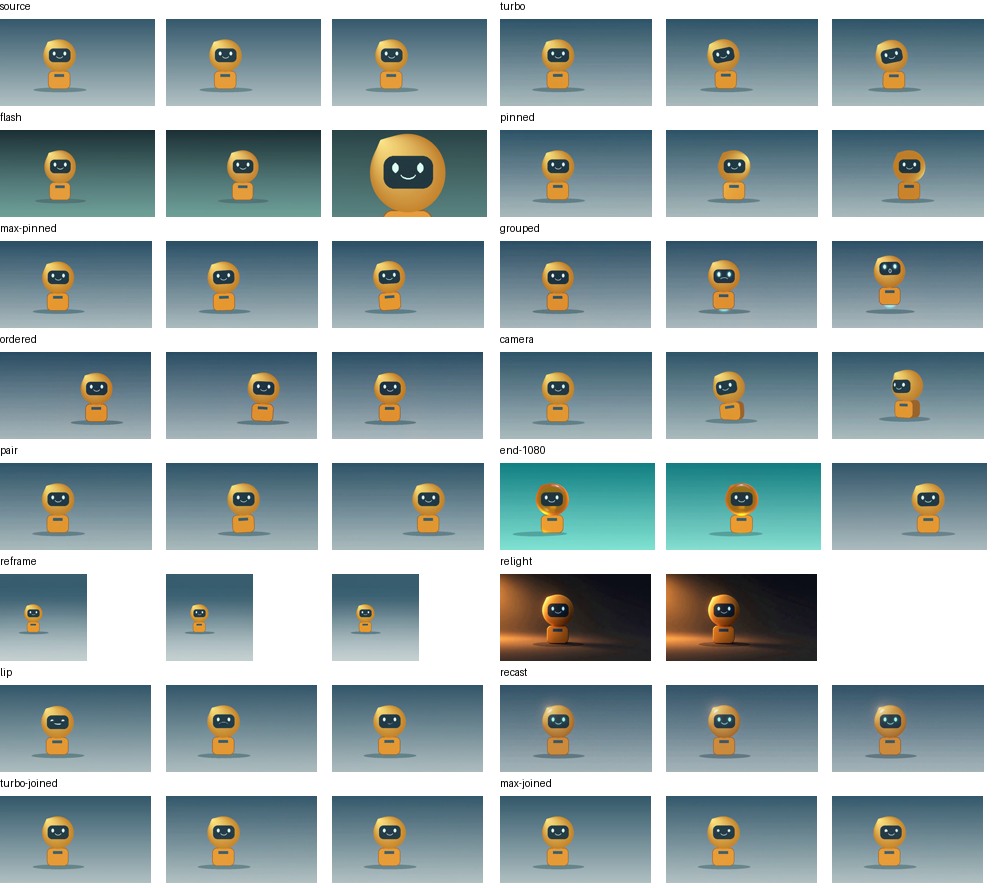 source
turbo
flash
pinned
max-pinned
grouped
ordered
camera
pair
end-1080
reframe
relight
lip
recast
turbo-joined
max-joined